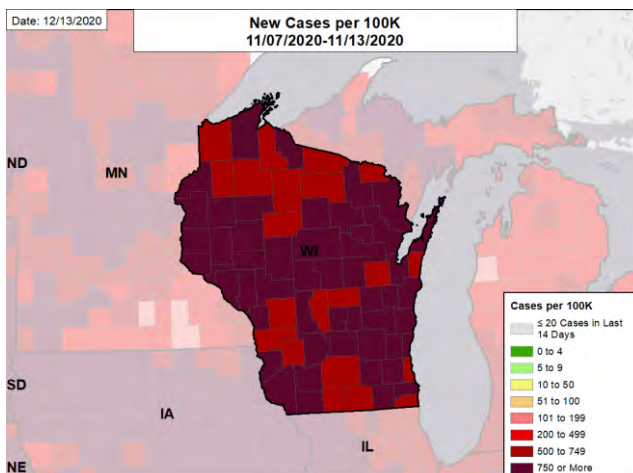 Date: 12/13/2020
New Cases per 100K
11/07/2020-11/13/2020
ND
MN
WI
SD
IA
IL
NE
Cases per 100K
≤ 20 Cases in Last
14 Days
0 to 4
5 to 9
10 to 50
51 to 100
101 to 199
200 to 499
500 to 749
750 or More